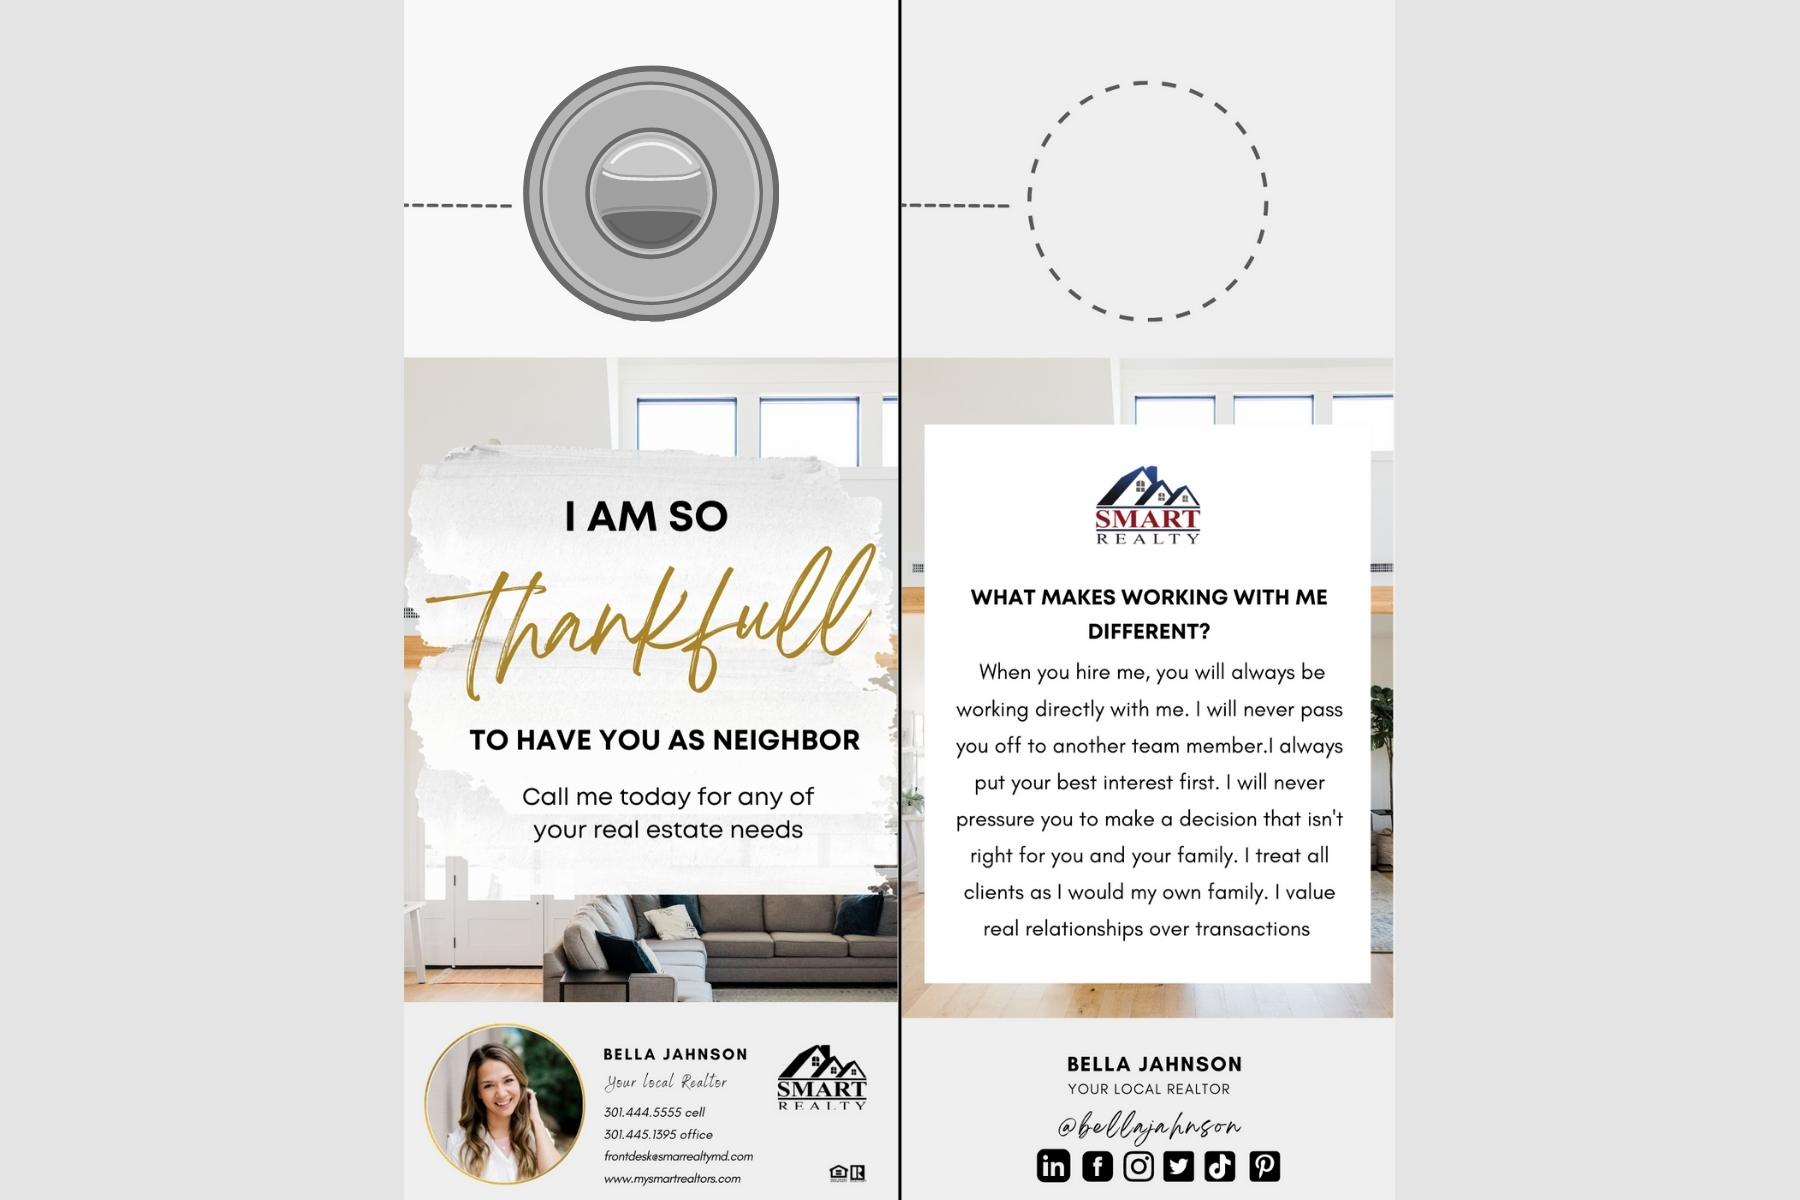 I AM SO
thankfull
TO HAVE YOU AS NEIGHBOR
Call me today for any of
your real estate needs
BELLA JAHNSON
Your local Realtor
301.444.5555 cell
301.445.1395 office
frontdesk@smarrealtymd.com
www.mysmartrealtors.com
SMART
REALTY
SMART
REALTY
WHAT MAKES WORKING WITH ME
DIFFERENT?
When you hire me, you will always be
working directly with me. I will never pass
you off to another team member.I always
put your best interest first. I will never
pressure you to make a decision that isn't
right for you and your family. I treat all
clients as I would my own family. I value
real relationships over transactions
BELLA JAHNSON
YOUR LOCAL REALTOR
@bellajahnson